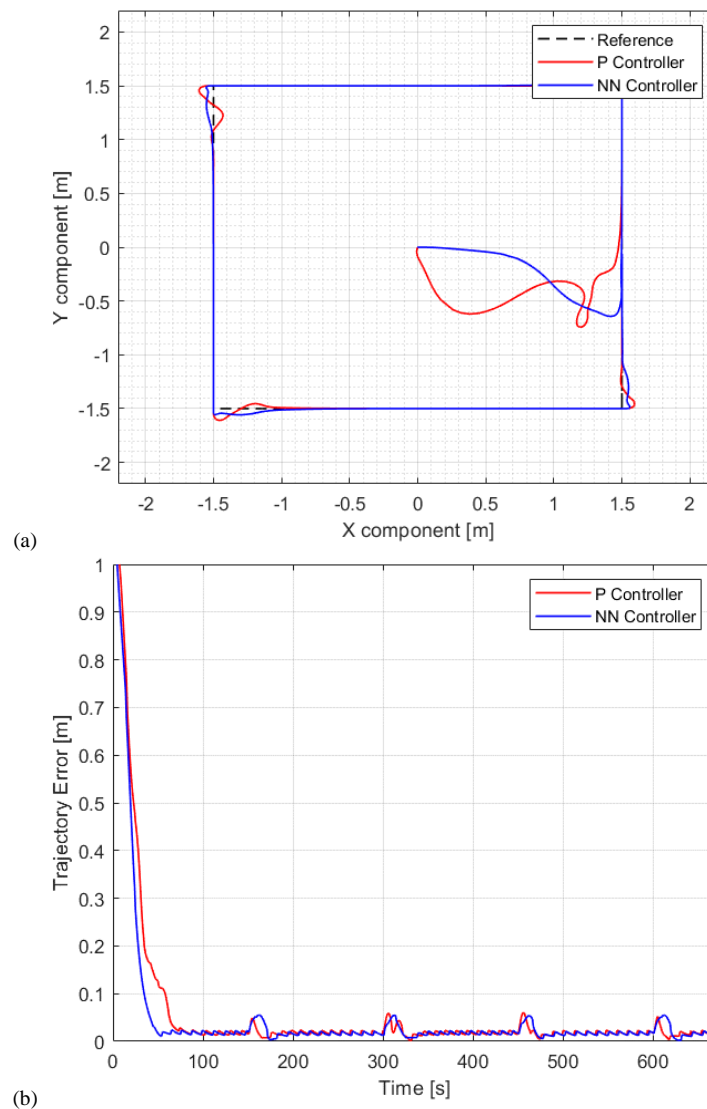 2
1.5
1
0.5
0
-0.5
-1
-1.5
-2
Y component [m]
Reference
P Controller
NN Controller
-2 -1.5 -1 -0.5 0 0.5 1 1.5 2
X component [m]
(a)
1
0.9
0.8
0.7
0.6
0.5
0.4
0.3
0.2
0.1
0
Trajectory Error [m]
P Controller
NN Controller
0 100 200 300 400 500 600
Time [s]
(b)